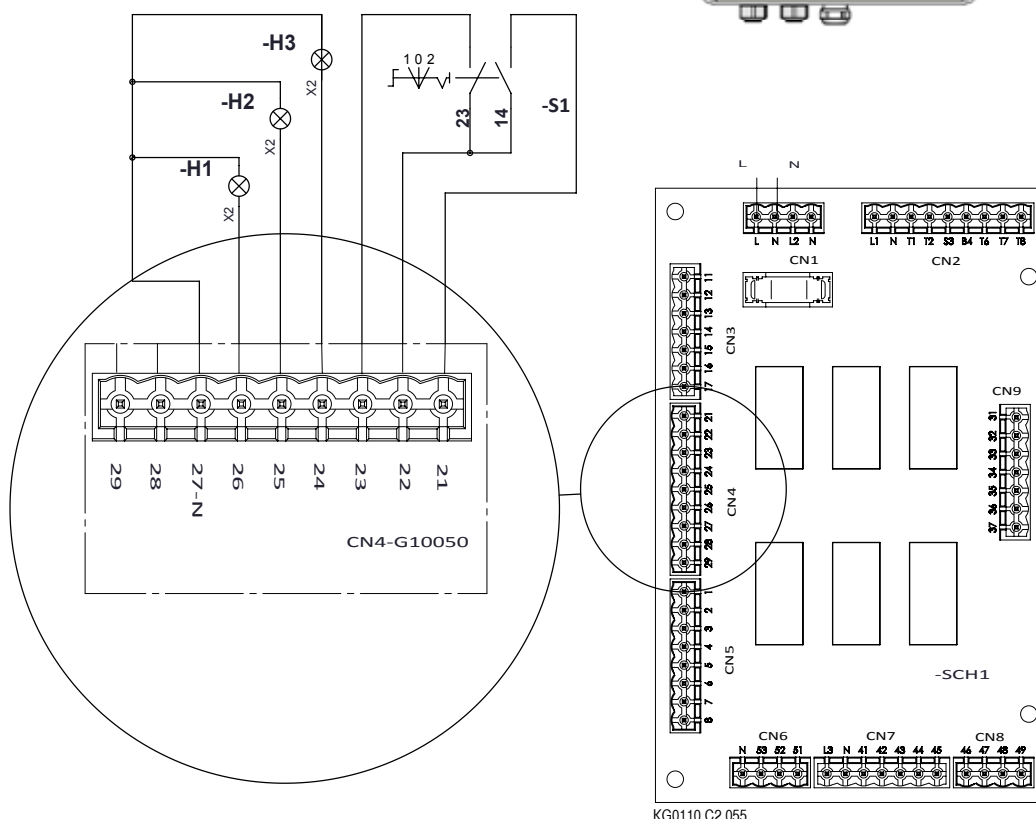 -H3
X2
-H2
X2
-H1
X2
1 0 2
23
14
-S1
29
28
27-N
26
25
24
23
22
21
CN4-G10050
L N
L N L2 N
CN1
L1 N T1 T2 S3 B4 T6 T7 T8
CN2
11
12
13
14
15
16
17
CN3
21
22
23
24
25
26
27
28
29
CN4
1
2
3
4
5
6
7
8
CN5
CN9
31
32
33
34
35
36
37
-SCH1
CN6
N 53 52 51
CN7
L3 N 41 42 43 44 45
CN8
46 47 48 49
KG0110 C2 055